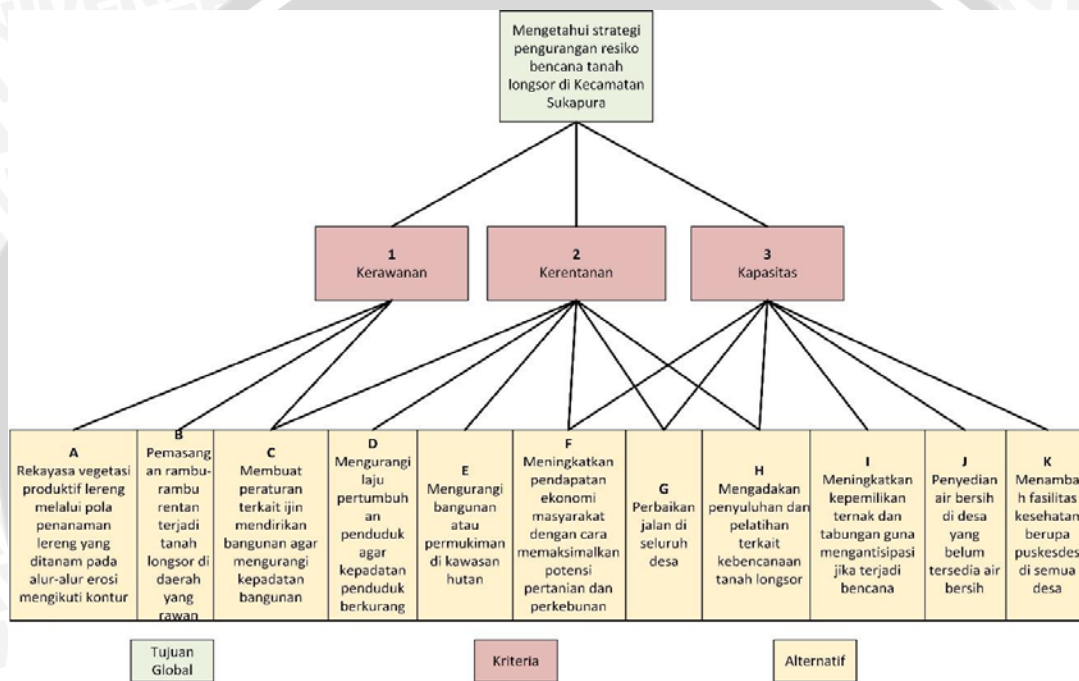 Mengetahui strategi
pengurangan resiko
bencana tanah
longsor di Kecamatan
Sukapura
1
Kerawanan
2
Kerentanan
3
Kapasitas
A
Rekayasa vegetasi
produktif lereng
melalui pola
penanaman
lereng yang
ditanam pada
alur-alur erosi
mengikuti kontur
B
Pemasang
an rambu-
rambu
rentan
terjadi
tanah
longsor di
daerah
yang
rawan
C
Membuat
peraturan
terkait ijin
mendirikan
bangunan agar
mengurangi
kepadatan
bangunan
D
Mengurangi
laju
pertumbuh
an
penduduk
agar
kepadatan
penduduk
berkurang
E
Mengurangi
bangunan
atau
permukiman
di kawasan
hutan
F
Meningkatkan
pendapatan
ekonomi
masyarakat
dengan cara
memaksimalkan
potensi
pertanian dan
perkebunan
G
Perbaikan
jalan di
seluruh
desa
H
Mengadakan
penyuluhan dan
pelatihan
terkait
kebencanaan
tanah longsor
I
Meningkatkan
kepemilikan
ternak dan
tabungan guna
mengantisipasi
jika terjadi
bencana
J
Penyedian
air bersih
di desa
yang
belum
tersedia air
bersih
K
Menamba
h fasilitas
kesehatan
berupa
puskesdes
di semua
desa
Tujuan
Global
Kriteria
Alternatif